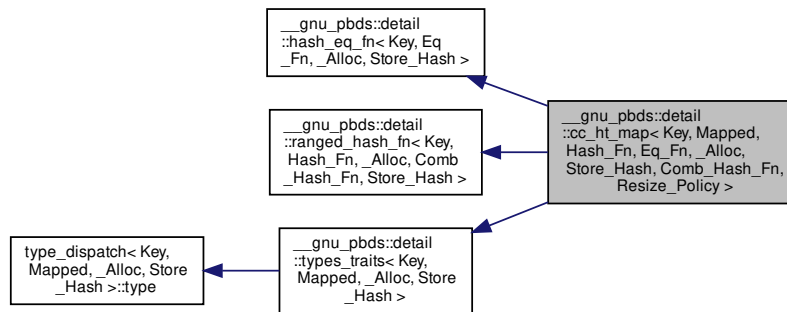 __gnu_pbds::detail
::hash_eq_fn< Key, Eq
_Fn, _Alloc, Store_Hash >
__gnu_pbds::detail
::ranged_hash_fn< Key,
Hash_Fn, _Alloc, Comb
_Hash_Fn, Store_Hash >
__gnu_pbds::detail
::cc_ht_map< Key, Mapped,
Hash_Fn, Eq_Fn, _Alloc,
Store_Hash, Comb_Hash_Fn,
Resize_Policy >
type_dispatch< Key,
Mapped, _Alloc, Store
_Hash >::type
__gnu_pbds::detail
::types_traits< Key,
Mapped, _Alloc, Store
_Hash >